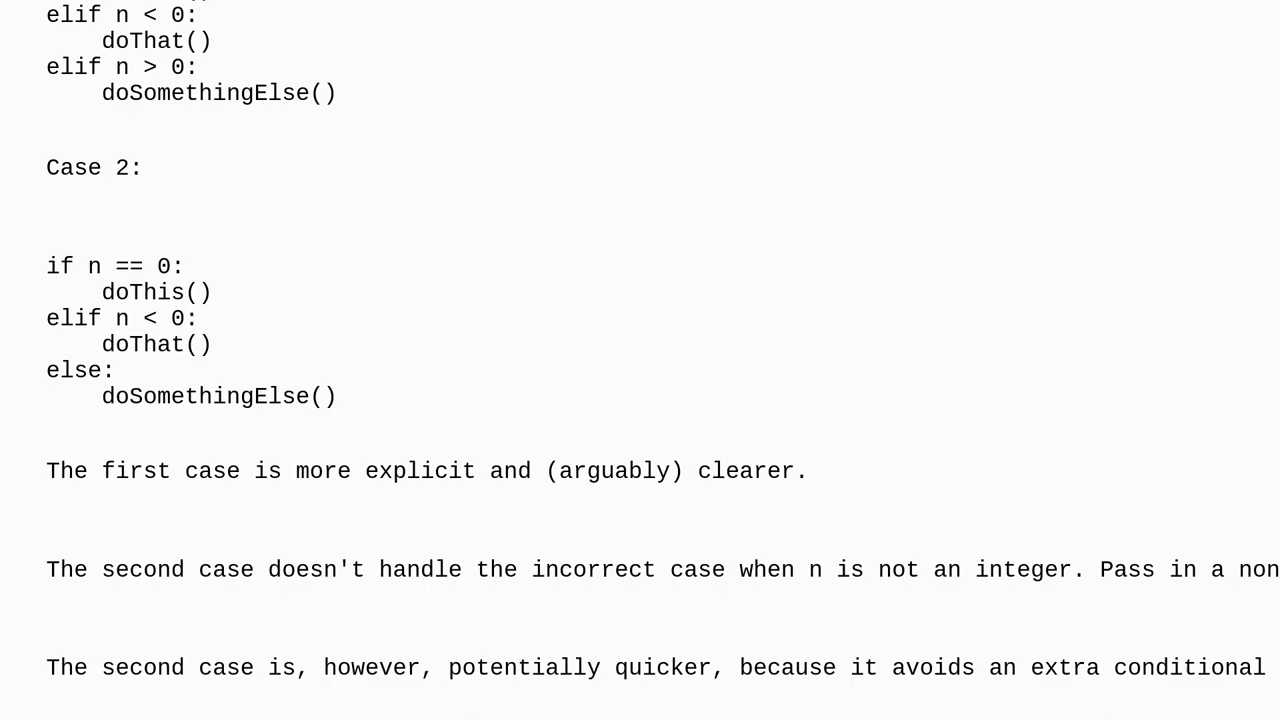 elif n < 0:
    doThat()
elif n > 0:
    doSomethingElse()
Case 2:
if n == 0:
    doThis()
elif n < 0:
    doThat()
else:
    doSomethingElse()
The first case is more explicit and (arguably) clearer.
The second case doesn't handle the incorrect case when n is not an integer. Pass in a non
The second case is, however, potentially quicker, because it avoids an extra conditional